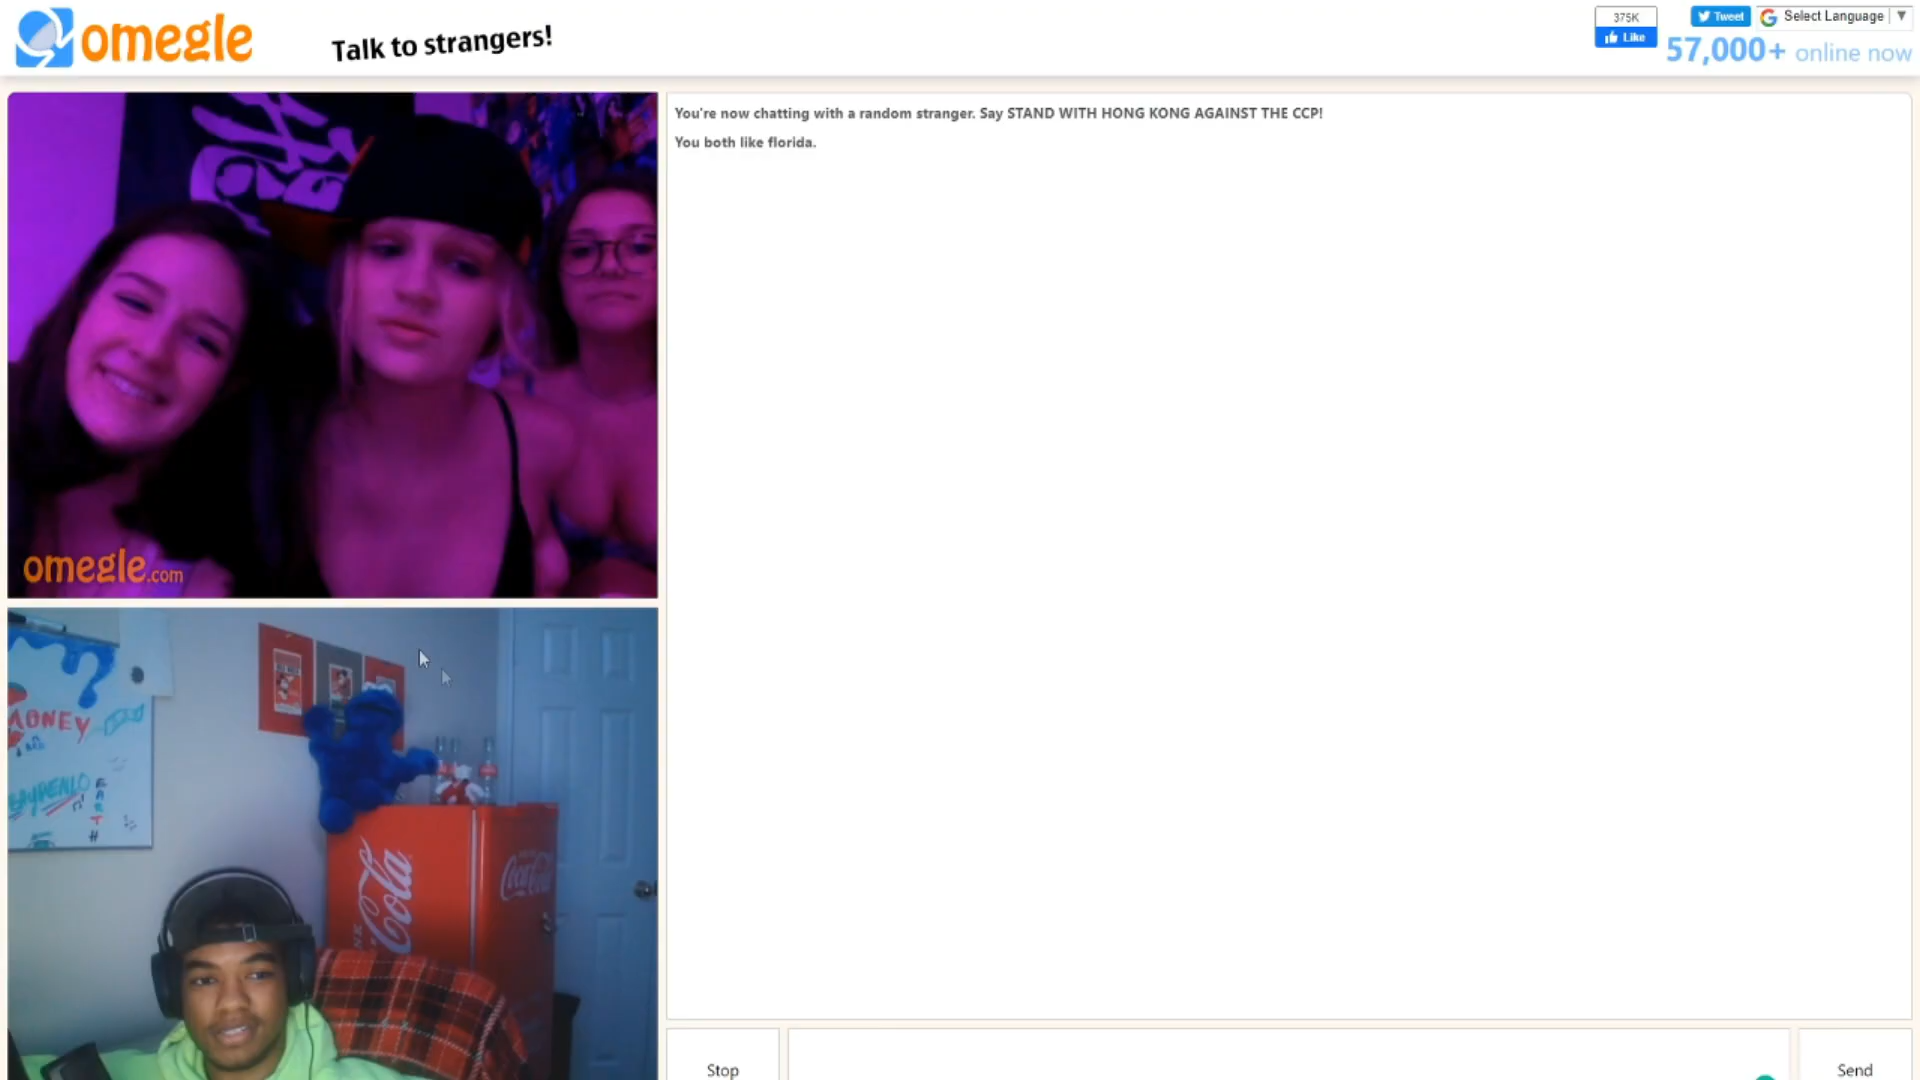 omegle
Talk to strangers!
375K
Like
Tweet
Select Language
57,000+ online now
You're now chatting with a random stranger. Say STAND WITH HONG KONG AGAINST THE CCP!
You both like florida.
omegle.com
MONEY
EARTH
Coca-Cola
Cola
Stop
Send